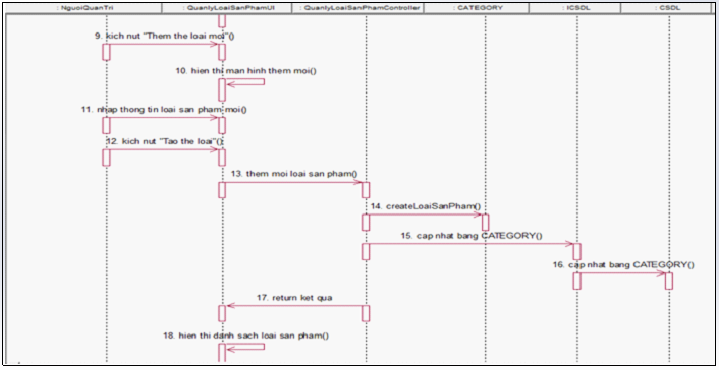 : NguoiQuanTri
: QuanlyLoaiSanPhamUI
: QuanlyLoaiSanPhamController
: CATEGORY
: ICSDL
: CSDL
9. kich nut "Them the loai moi"()
10. hien thi man hinh them moi()
11. nhap thong tin loai san pham moi()
12. kich nut "Tao the loai"()
13. them moi loai san pham()
14. createLoaiSanPham()
15. cap nhat bang CATEGORY()
16. cap nhat bang CATEGORY()
17. return ket qua
18. hien thi danh sach loai san pham()